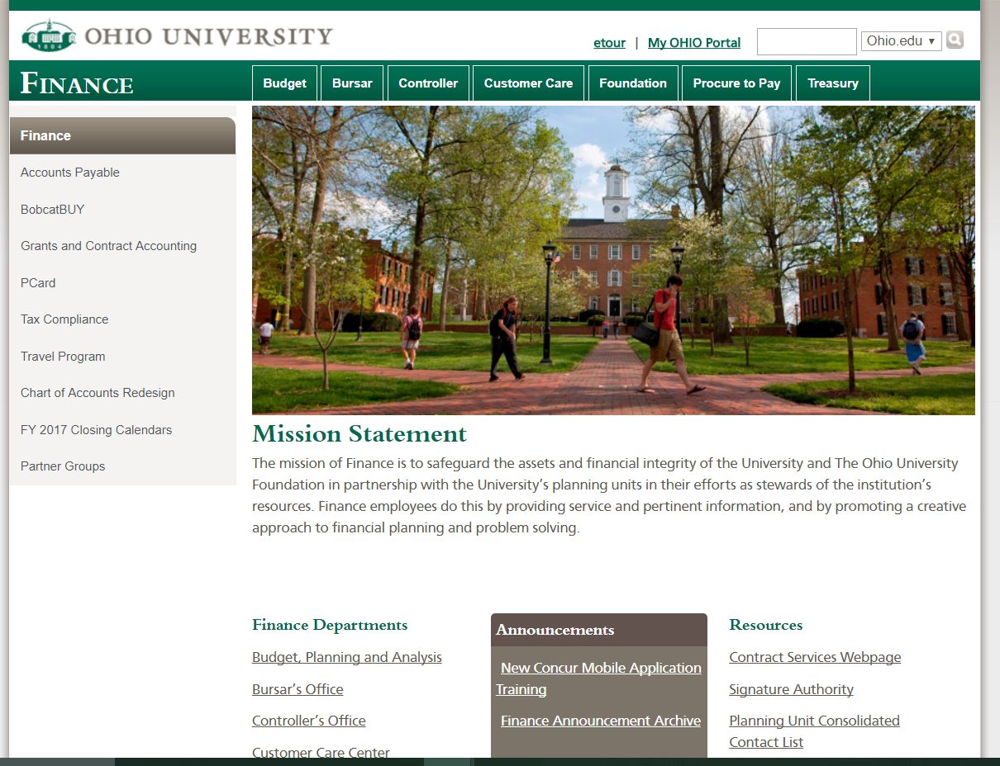 OHIO UNIVERSITY
1804
etour | My OHIO Portal
Ohio.edu
FINANCE
Budget
Bursar
Controller
Customer Care
Foundation
Procure to Pay
Treasury
Finance
Accounts Payable
BobcatBUY
Grants and Contract Accounting
PCard
Tax Compliance
Travel Program
Chart of Accounts Redesign
FY 2017 Closing Calendars
Partner Groups
Mission Statement
The mission of Finance is to safeguard the assets and financial integrity of the University and The Ohio University
Foundation in partnership with the University’s planning units in their efforts as stewards of the institution’s
resources. Finance employees do this by providing service and pertinent information, and by promoting a creative
approach to financial planning and problem solving.
Finance Departments
Budget, Planning and Analysis
Bursar’s Office
Controller’s Office
Customer Care Center
Announcements
New Concur Mobile Application
Training
Finance Announcement Archive
Resources
Contract Services Webpage
Signature Authority
Planning Unit Consolidated
Contact List